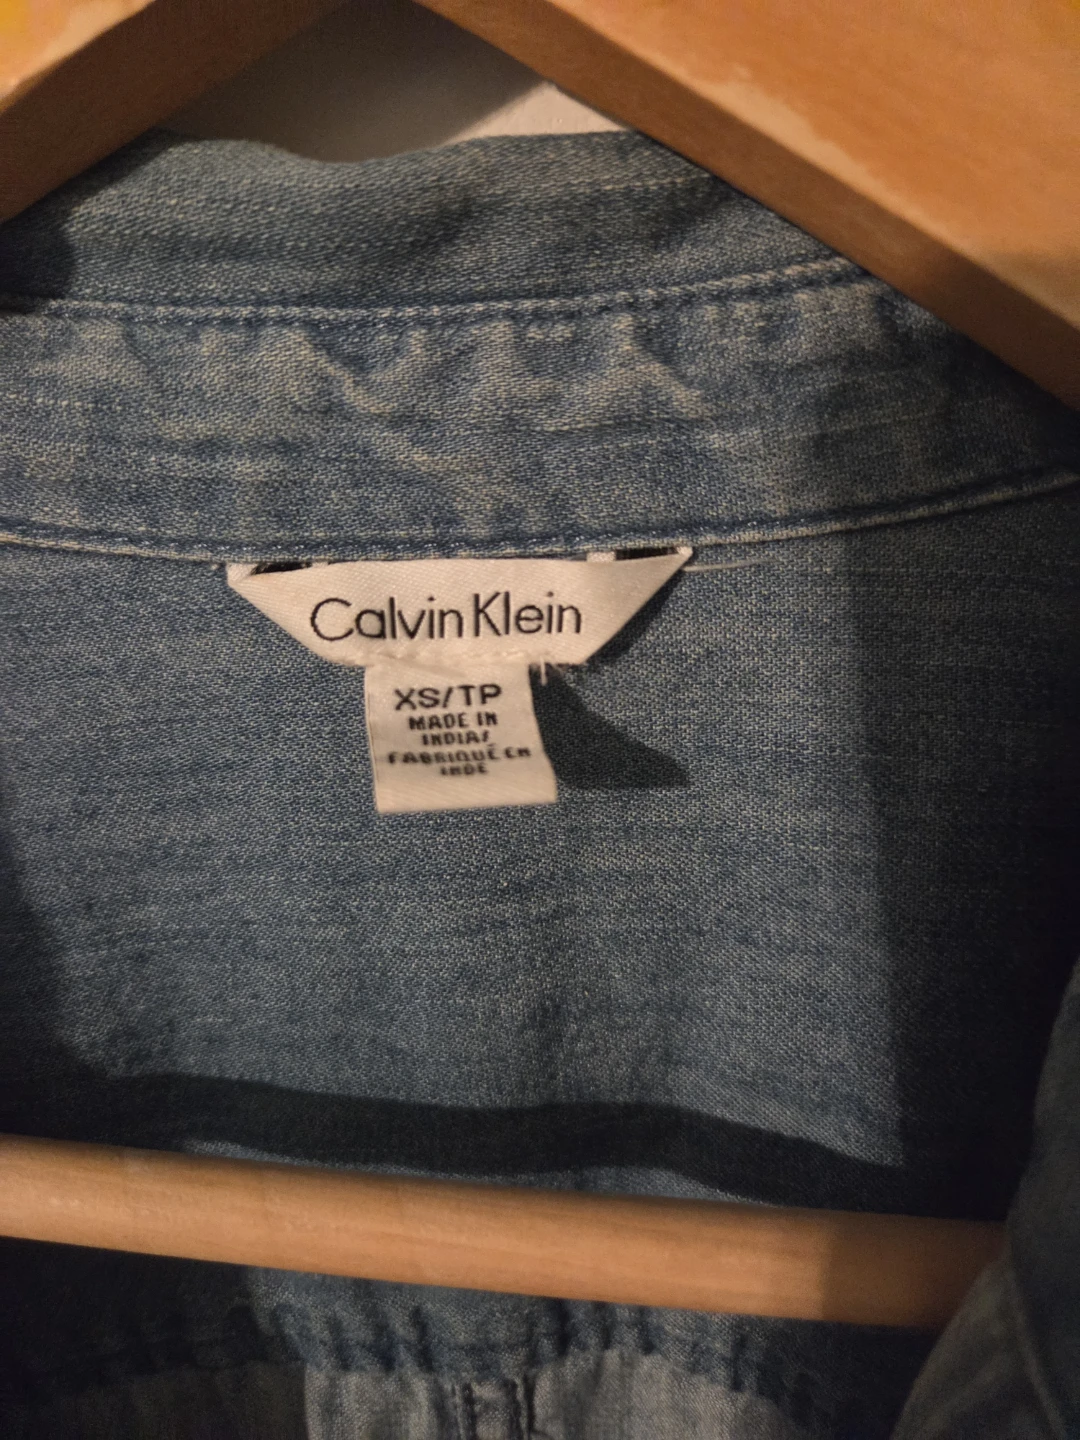 Calvin Klein
XS/TP
MADE IN
INDIA/
FABRIQUÉ EN
INDE